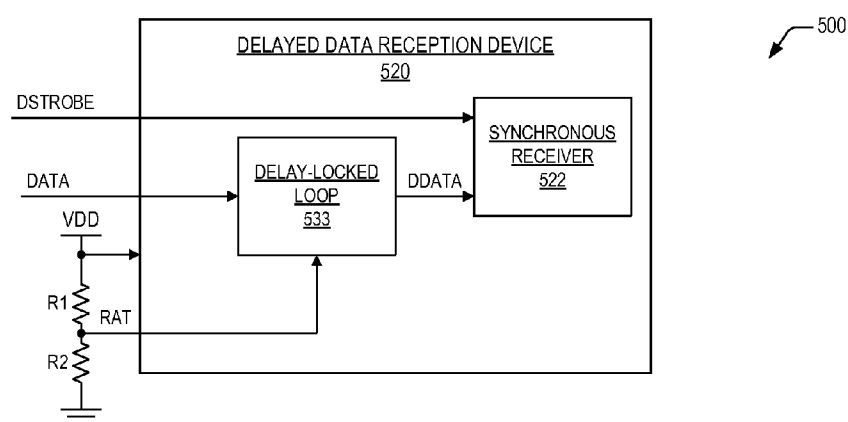 500
DELAYED DATA RECEPTION DEVICE
520
DSTROBE
SYNCHRONOUS
RECEIVER
522
DELAY-LOCKED
LOOP
533
DATA
DDATA
VDD
R1
RAT
R2